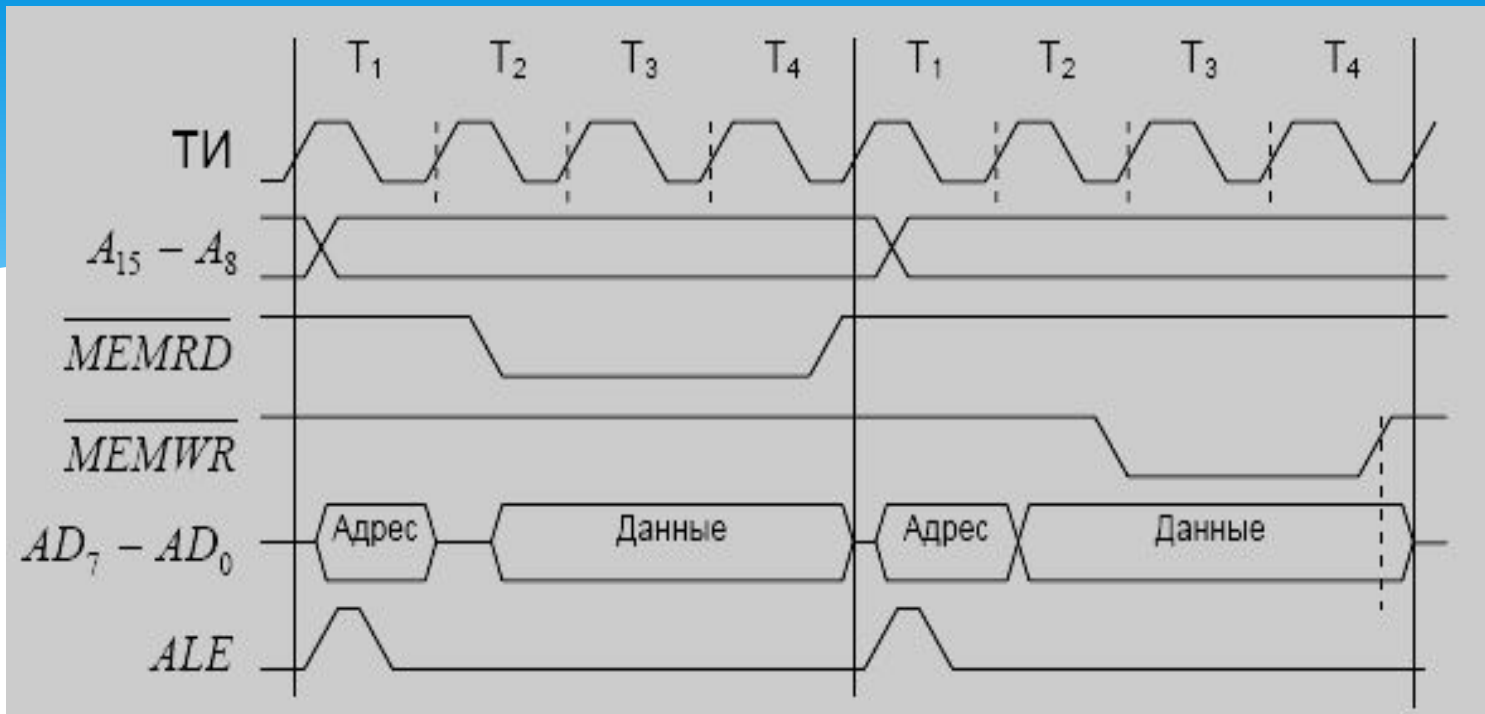 T₁ T₂ T₃ T₄ T₁ T₂ T₃ T₄
ТИ
A₁₅ – A₈
MEMRD
MEMWR
AD₇ – AD₀ Адрес Данные Адрес Данные
ALE